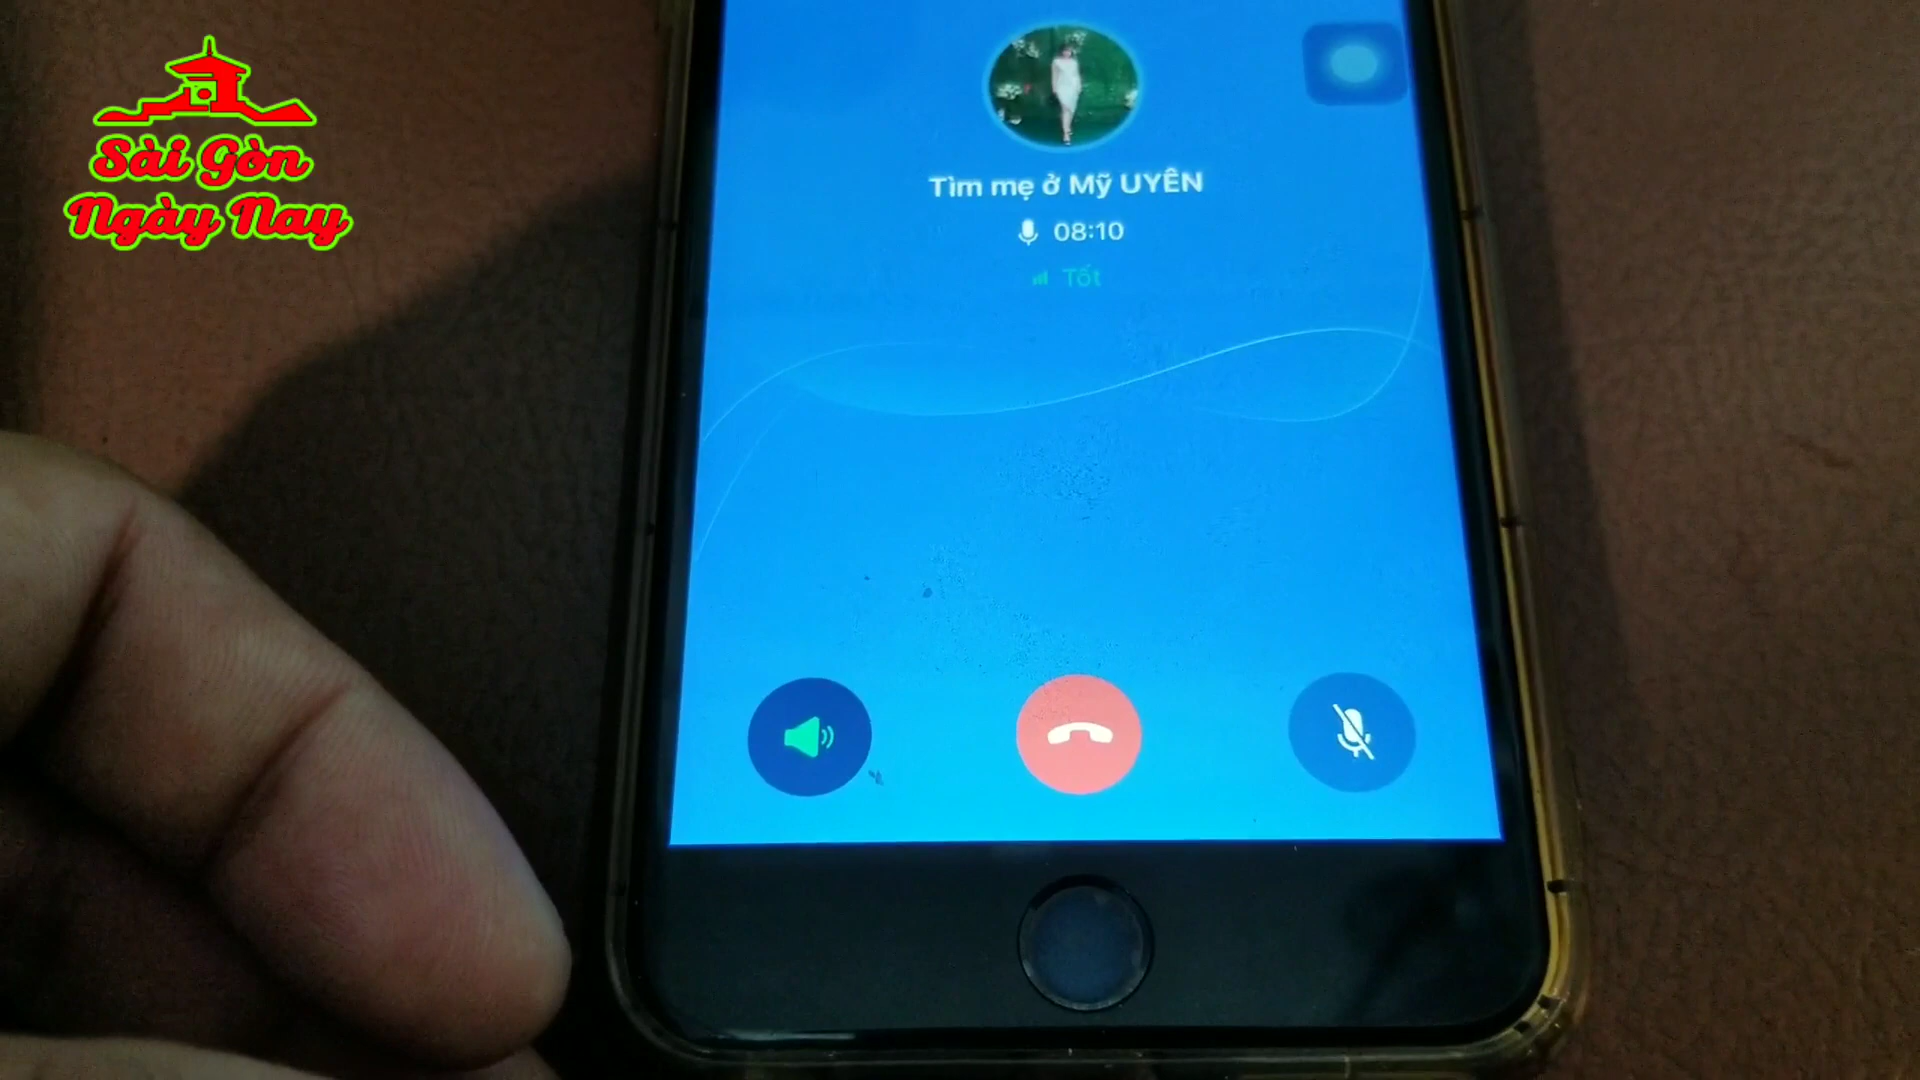 Sài Gòn
Ngày Nay
Tìm mẹ ở Mỹ UYÊN
08:10
Tốt